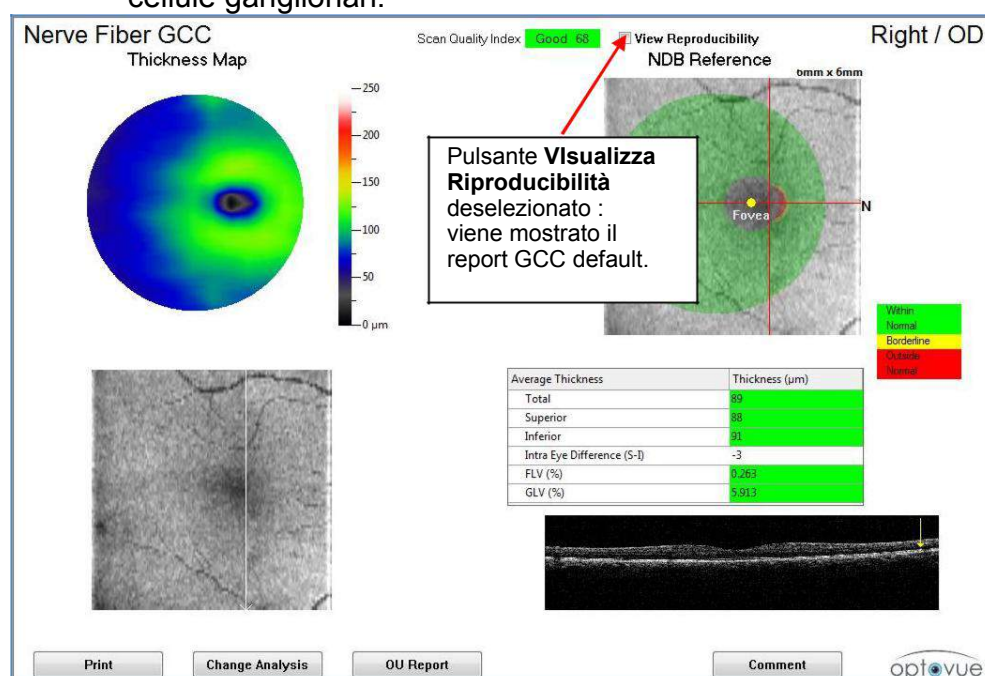 cellule ganglionari.
Nerve Fiber GCC
Scan Quality Index Good 68 View Reproducibility
Right / OD
Thickness Map
NDB Reference
6mm x 6mm
250
200
150
100
50
0 µm
Pulsante VIsualizza
Riproducibilità
deselezionato :
viene mostrato il
report GCC default.
Fovea
N
Within
Normal
Borderline
Outside
Normal
Average Thickness Thickness (µm)
Total 89
Superior 88
Inferior 91
Intra Eye Difference (S-I) -3
FLV (%) 0.263
GLV (%) 5.913
Print
Change Analysis
OU Report
Comment
optovue